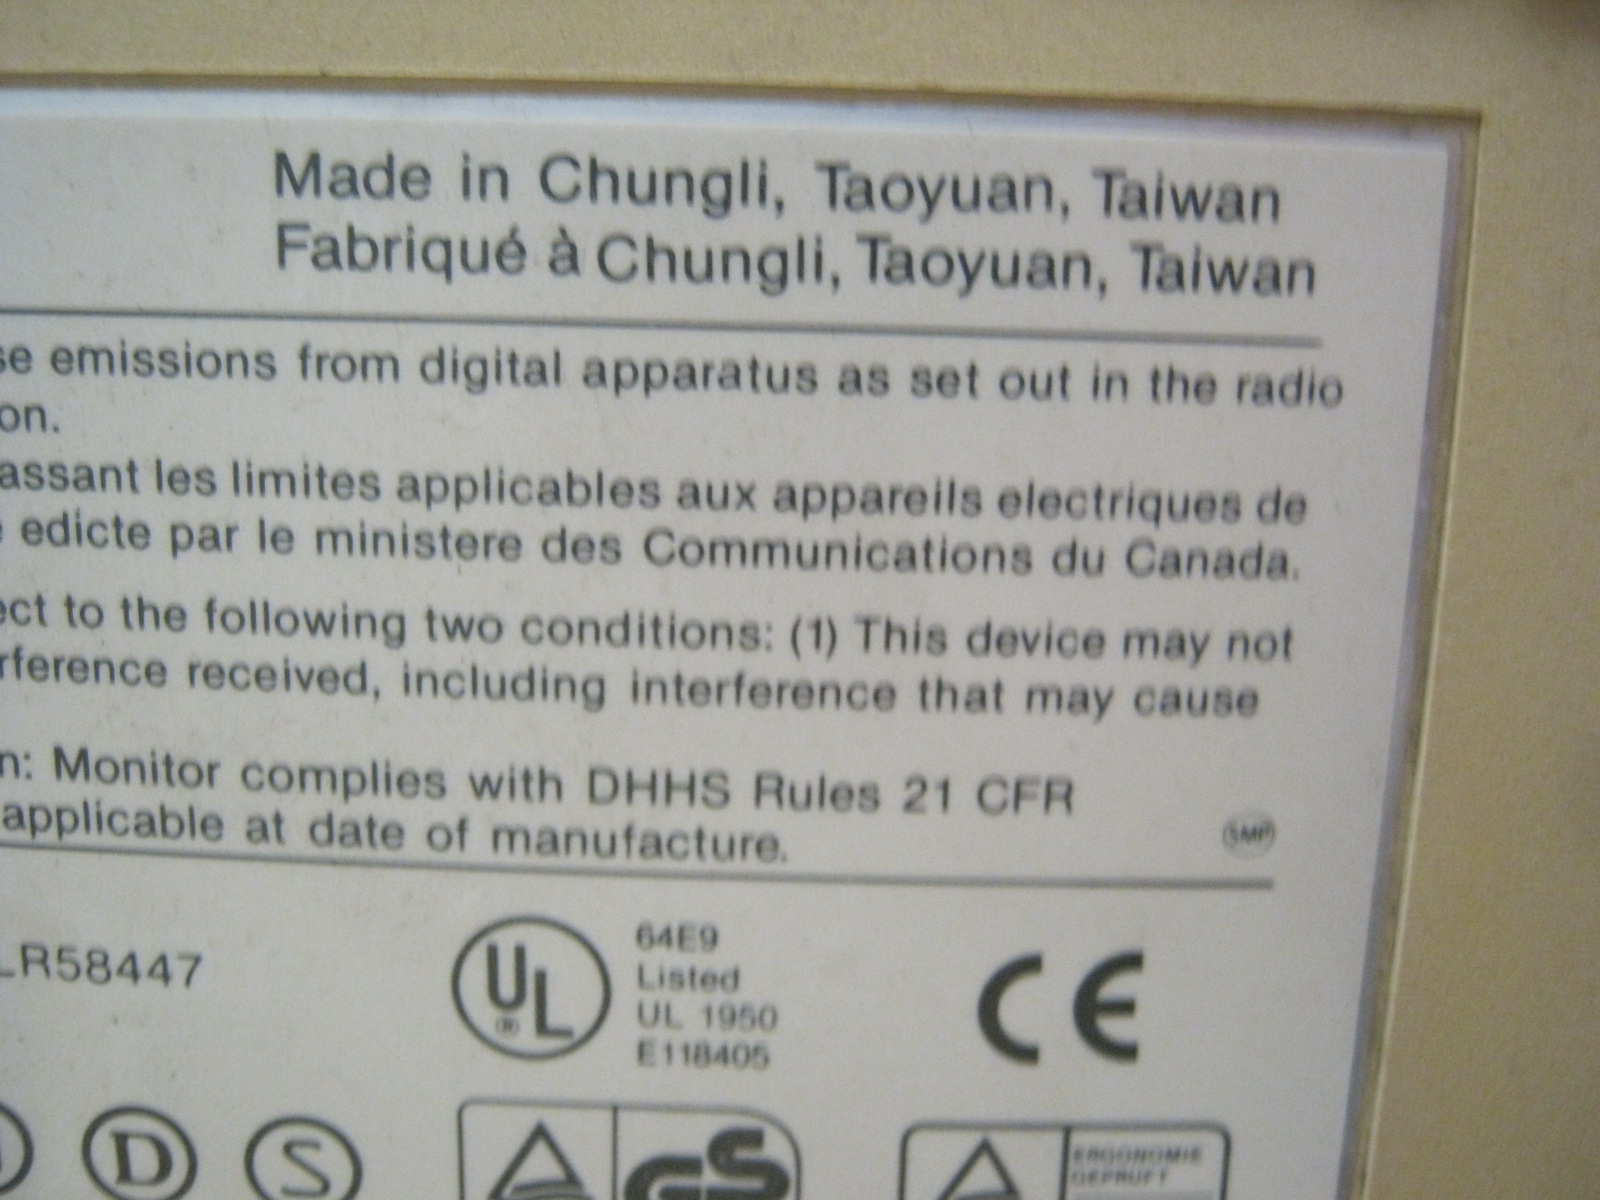 Made in Chungli, Taoyuan, Taiwan
Fabriqué à Chungli, Taoyuan, Taiwan
se emissions from digital apparatus as set out in the radio
on.
assant les limites applicables aux appareils electriques de
e edicte par le ministere des Communications du Canada.
ect to the following two conditions: (1) This device may not
rference received, including interference that may cause
n: Monitor complies with DHHS Rules 21 CFR
applicable at date of manufacture.
SMP
LR58447
UL
®
64E9
Listed
UL 1950
E118405
CE
D
S
GS
ERGONOMIE
GEPRÜFT